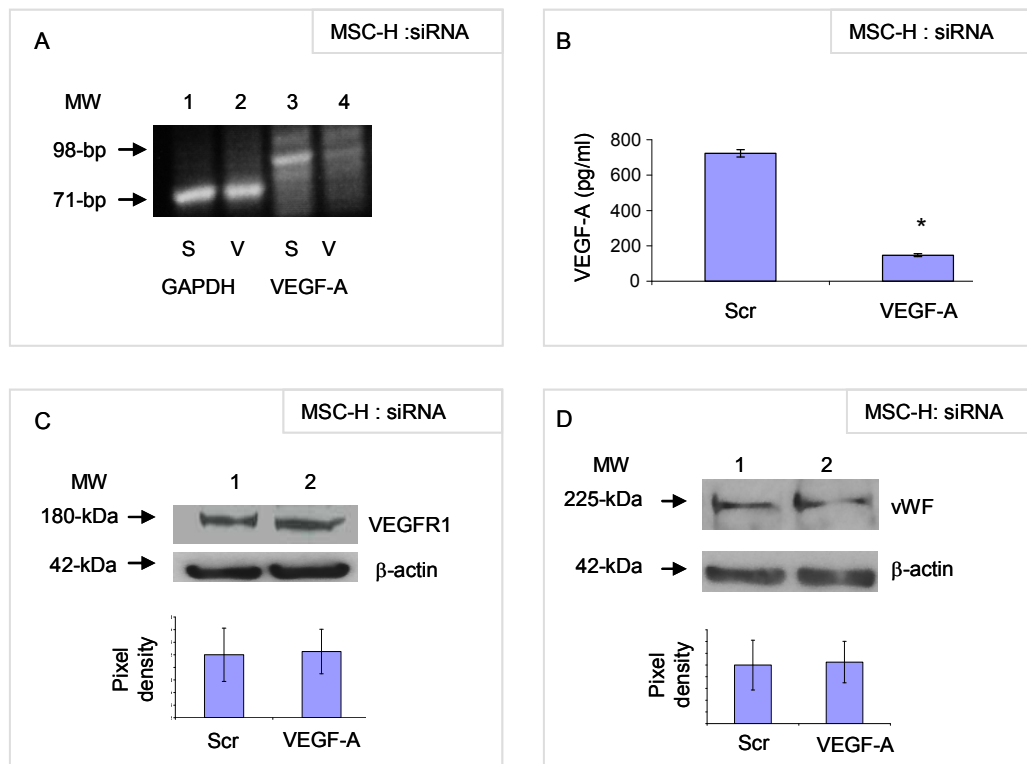 A
MSC-H :siRNA
MW 1 2 3 4
98-bp
71-bp
S V S V
GAPDH VEGF-A
B
MSC-H : siRNA
VEGF-A (pg/ml)
800
600
400
200
0
*
Scr VEGF-A
C
MSC-H : siRNA
MW 1 2
180-kDa
VEGFR1
42-kDa
β-actin
Pixel
density
Scr VEGF-A
D
MSC-H: siRNA
MW 1 2
225-kDa
vWF
42-kDa
β-actin
Pixel
density
Scr VEGF-A